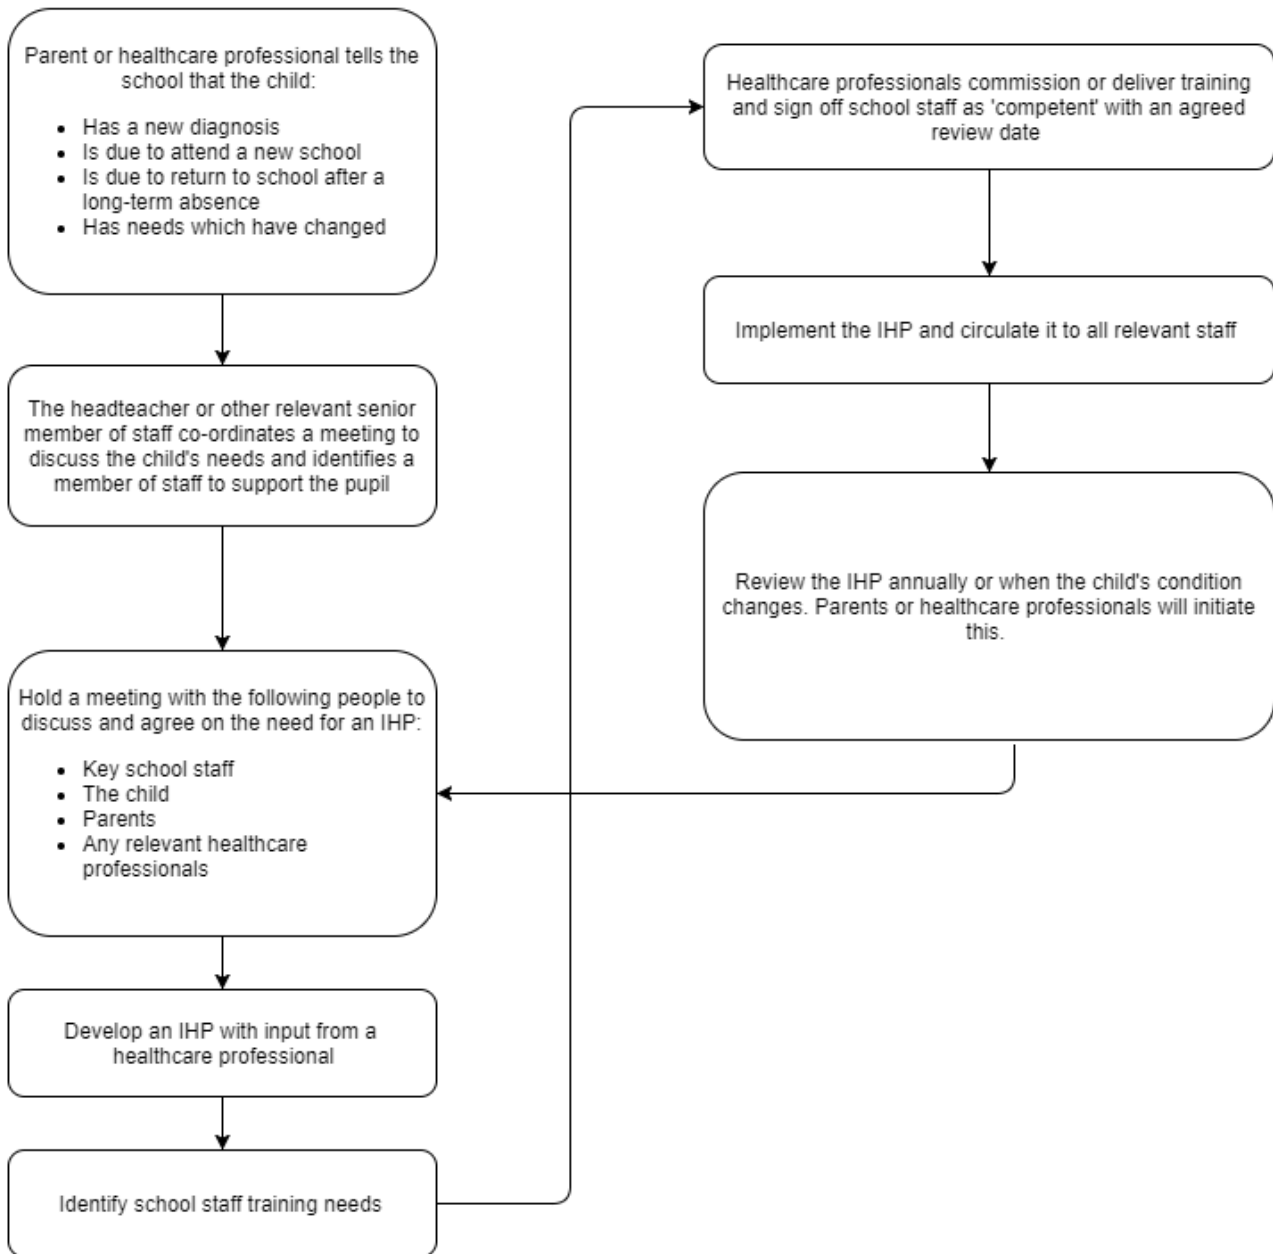 Parent or healthcare professional tells the
school that the child:
• Has a new diagnosis
• Is due to attend a new school
• Is due to return to school after a
long-term absence
• Has needs which have changed
The headteacher or other relevant senior
member of staff co-ordinates a meeting to
discuss the child's needs and identifies a
member of staff to support the pupil
Hold a meeting with the following people to
discuss and agree on the need for an IHP:
• Key school staff
• The child
• Parents
• Any relevant healthcare
professionals
Develop an IHP with input from a
healthcare professional
Identify school staff training needs
Healthcare professionals commission or deliver training
and sign off school staff as 'competent' with an agreed
review date
Implement the IHP and circulate it to all relevant staff
Review the IHP annually or when the child's condition
changes. Parents or healthcare professionals will initiate
this.